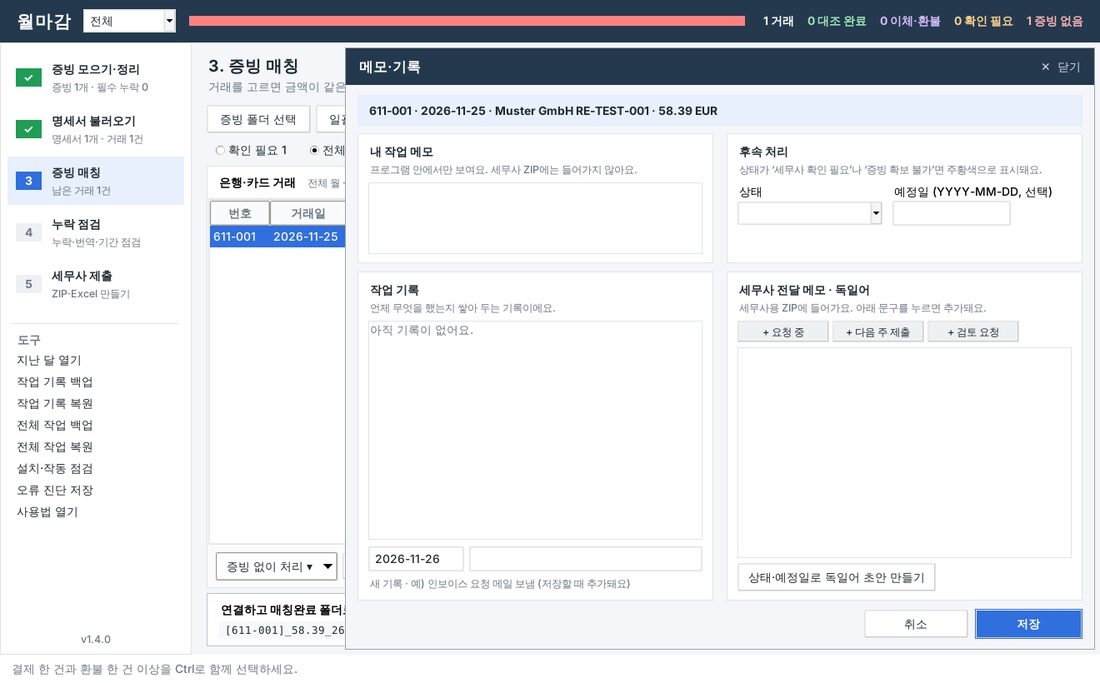 월마감
전체
1 거래 0 대조 완료 0 이체·환불 0 확인 필요 1 증빙 없음
증빙 모으기·정리
증빙 1개 · 필수 누락 0
명세서 불러오기
명세서 1개 · 거래 1건
3
증빙 매칭
남은 거래 1건
4
누락 점검
누락·번역·기간 점검
5
세무사 제출
ZIP·Excel 만들기
도구
지난 달 열기
작업 기록 백업
작업 기록 복원
전체 작업 백업
전체 작업 복원
설치·작동 점검
오류 진단 저장
사용법 열기
v1.4.0
3. 증빙 매칭
거래를 고르면 금액이 같은
증빙 폴더 선택
확인 필요 1 전체
은행·카드 거래 전체 월
번호 거래일
611-001 2026-11-25
증빙 없이 처리 ▾
연결하고 매칭완료 폴더
[611-001]_58.39_26
메모·기록
× 닫기
611-001 · 2026-11-25 · Muster GmbH RE-TEST-001 · 58.39 EUR
내 작업 메모
프로그램 안에서만 보여요. 세무사 ZIP에는 들어가지 않아요.
후속 처리
상태가 ‘세무사 확인 필요’나 ‘증빙 확보 불가’면 주황색으로 표시돼요.
상태 예정일 (YYYY-MM-DD, 선택)
작업 기록
언제 무엇을 했는지 쌓아 두는 기록이에요.
아직 기록이 없어요.
2026-11-26
새 기록 · 예) 인보이스 요청 메일 보냄 (저장할 때 추가돼요)
세무사 전달 메모 · 독일어
세무사용 ZIP에 들어가요. 아래 문구를 누르면 추가돼요.
+ 요청 중 + 다음 주 제출 + 검토 요청
상태·예정일로 독일어 초안 만들기
취소 저장
결제 한 건과 환불 한 건 이상을 Ctrl로 함께 선택하세요.